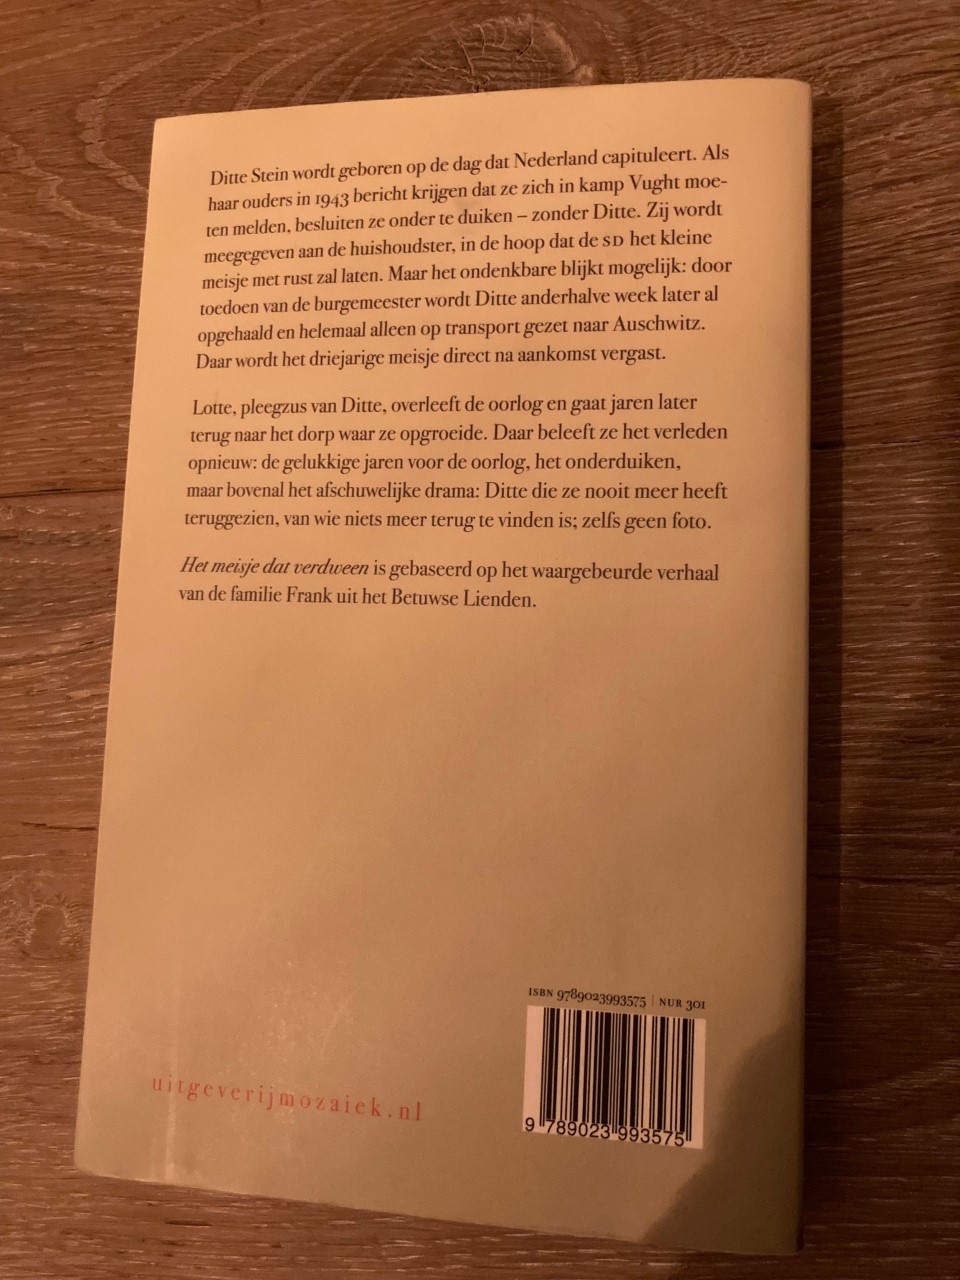 Ditte Stein wordt geboren op de dag dat Nederland capituleert. Als
haar ouders in 1943 bericht krijgen dat ze zich in kamp Vught moe-
ten melden, besluiten ze onder te duiken – zonder Ditte. Zij wordt
meegegeven aan de huishoudster, in de hoop dat de SD het kleine
meisje met rust zal laten. Maar het ondenkbare blijkt mogelijk: door
toedoen van de burgemeester wordt Ditte anderhalve week later al
opgehaald en helemaal alleen op transport gezet naar Auschwitz.
Daar wordt het driejarige meisje direct na aankomst vergast.
Lotte, pleegzus van Ditte, overleeft de oorlog en gaat jaren later
terug naar het dorp waar ze opgroeide. Daar beleeft ze het verleden
opnieuw: de gelukkige jaren voor de oorlog, het onderduiken,
maar bovenal het afschuwelijke drama: Ditte die ze nooit meer heeft
teruggezien, van wie niets meer terug te vinden is; zelfs geen foto.
Het meisje dat verdween is gebaseerd op het waargebeurde verhaal
van de familie Frank uit het Betuwse Lienden.
ISBN 9789023993575 | NUR 301
9 789023 993575
uitgeverijmozaiek.nl